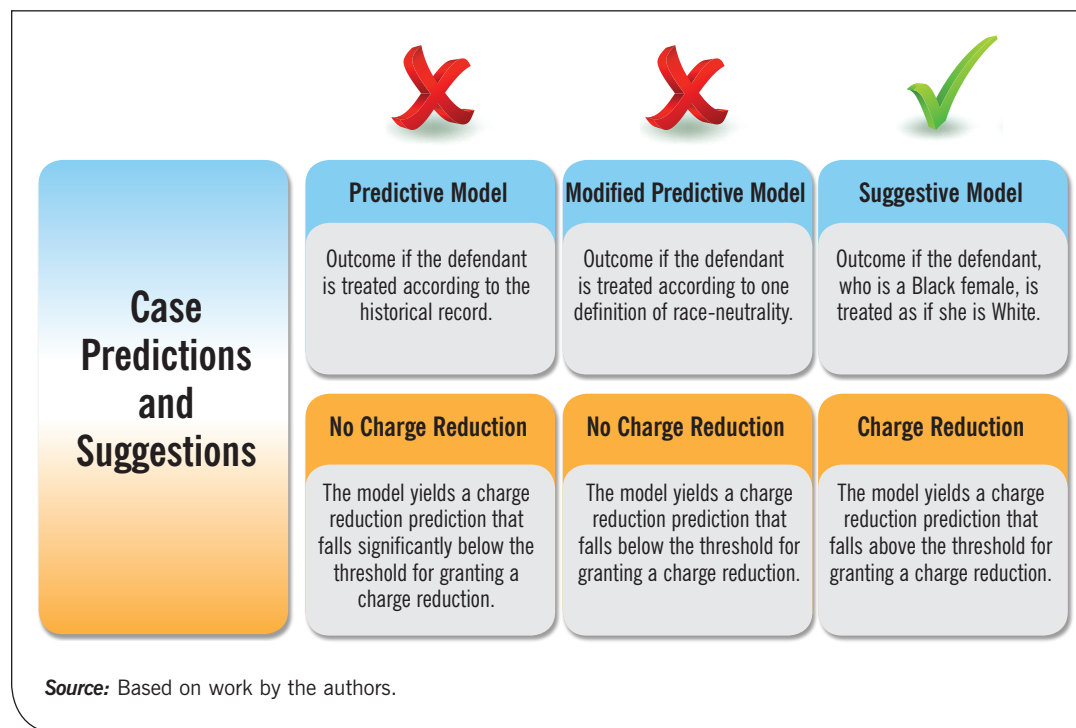 Case
Predictions
and
Suggestions
Predictive Model
Outcome if the defendant
is treated according to the
historical record.
No Charge Reduction
The model yields a charge
reduction prediction that
falls significantly below the
threshold for granting a
charge reduction.
Modified Predictive Model
Outcome if the defendant
is treated according to one
definition of race-neutrality.
No Charge Reduction
The model yields a charge
reduction prediction that
falls below the threshold for
granting a charge reduction.
Suggestive Model
Outcome if the defendant,
who is a Black female, is
treated as if she is White.
Charge Reduction
The model yields a charge
reduction prediction that
falls above the threshold for
granting a charge reduction.
Source: Based on work by the authors.